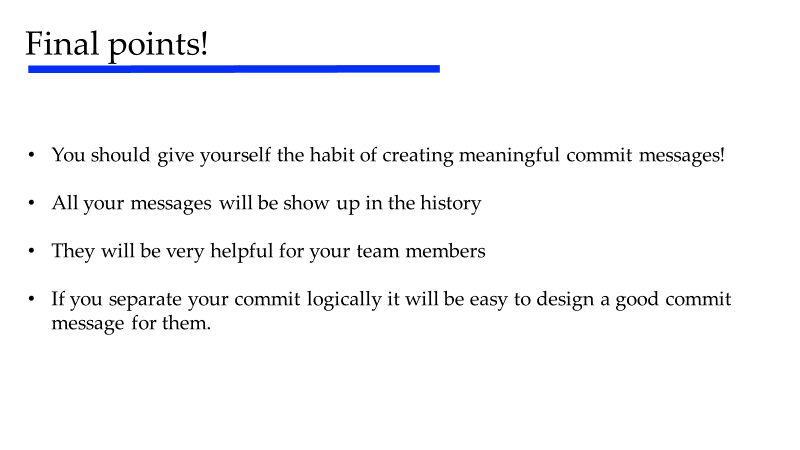 Final points!
• You should give yourself the habit of creating meaningful commit messages!
• All your messages will be show up in the history
• They will be very helpful for your team members
• If you separate your commit logically it will be easy to design a good commit
message for them.